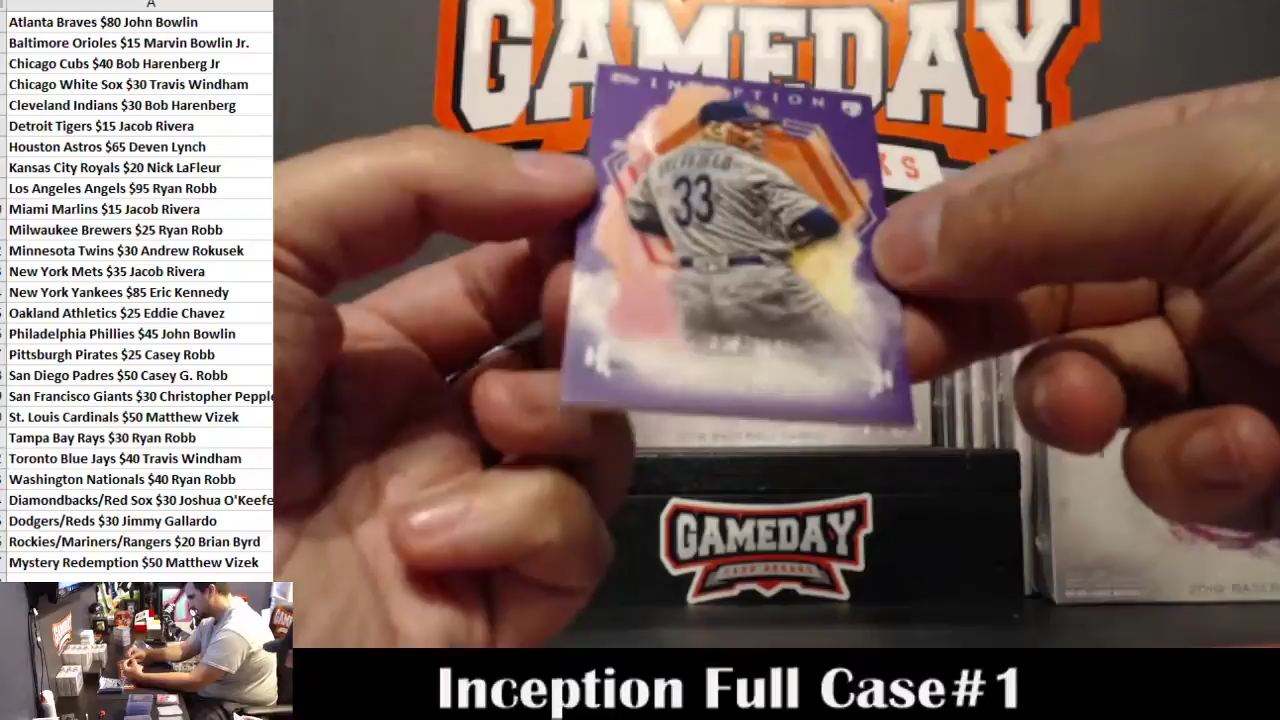 A
Atlanta Braves $80 John Bowlin
Baltimore Orioles $15 Marvin Bowlin Jr.
Chicago Cubs $40 Bob Harenberg Jr
Chicago White Sox $30 Travis Windham
Cleveland Indians $30 Bob Harenberg
Detroit Tigers $15 Jacob Rivera
Houston Astros $65 Deven Lynch
Kansas City Royals $20 Nick LaFleur
Los Angeles Angels $95 Ryan Robb
Miami Marlins $15 Jacob Rivera
Milwaukee Brewers $25 Ryan Robb
Minnesota Twins $30 Andrew Rokusek
New York Mets $35 Jacob Rivera
New York Yankees $85 Eric Kennedy
Oakland Athletics $25 Eddie Chavez
Philadelphia Phillies $45 John Bowlin
Pittsburgh Pirates $25 Casey Robb
San Diego Padres $50 Casey G. Robb
San Francisco Giants $30 Christopher Pepple
St. Louis Cardinals $50 Matthew Vizek
Tampa Bay Rays $30 Ryan Robb
Toronto Blue Jays $40 Travis Windham
Washington Nationals $40 Ryan Robb
Diamondbacks/Red Sox $30 Joshua O'Keefe
Dodgers/Reds $30 Jimmy Gallardo
Rockies/Mariners/Rangers $20 Brian Byrd
Mystery Redemption $50 Matthew Vizek
GAMEDAY
INCEPTION
33
GAMEDAY
Inception Full Case#1